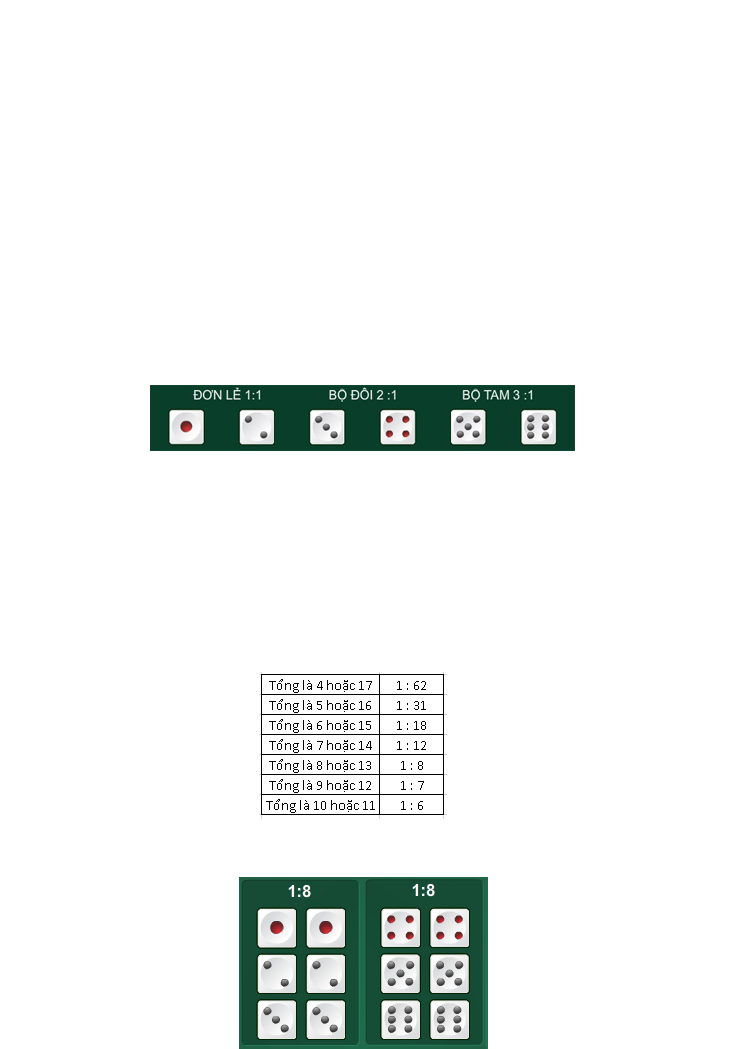 ĐƠN LẺ 1:1 BỘ ĐÔI 2 :1 BỘ TAM 3 :1
Tổng là 4 hoặc 17 1 : 62
Tổng là 5 hoặc 16 1 : 31
Tổng là 6 hoặc 15 1 : 18
Tổng là 7 hoặc 14 1 : 12
Tổng là 8 hoặc 13 1 : 8
Tổng là 9 hoặc 12 1 : 7
Tổng là 10 hoặc 11 1 : 6
1:8 1:8